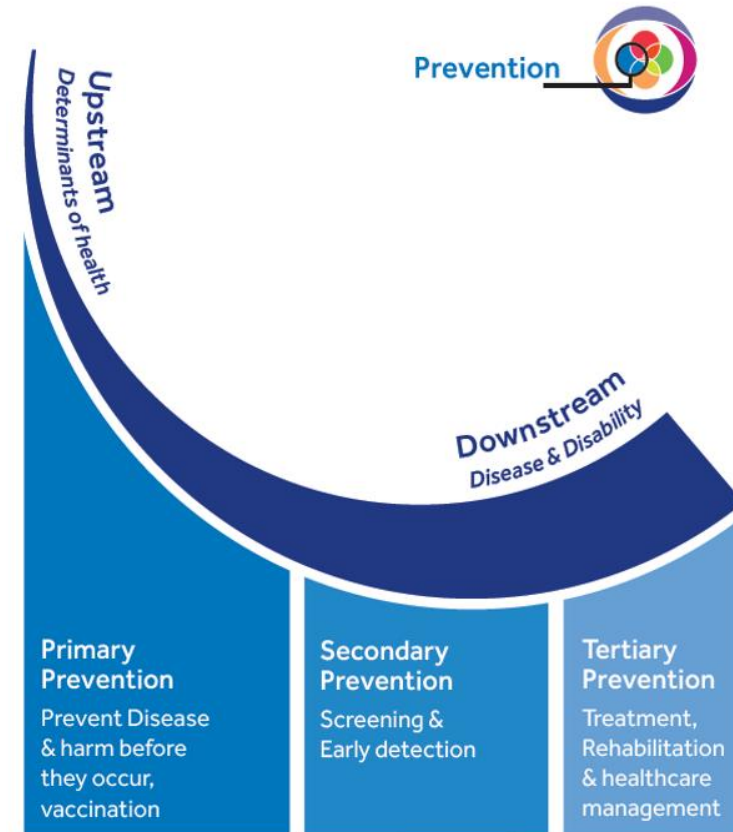 Prevention
Upstream
Determinants of health
Downstream
Disease & Disability
Primary
Prevention
Prevent Disease
& harm before
they occur,
vaccination
Secondary
Prevention
Screening &
Early detection
Tertiary
Prevention
Treatment,
Rehabilitation
& healthcare
management